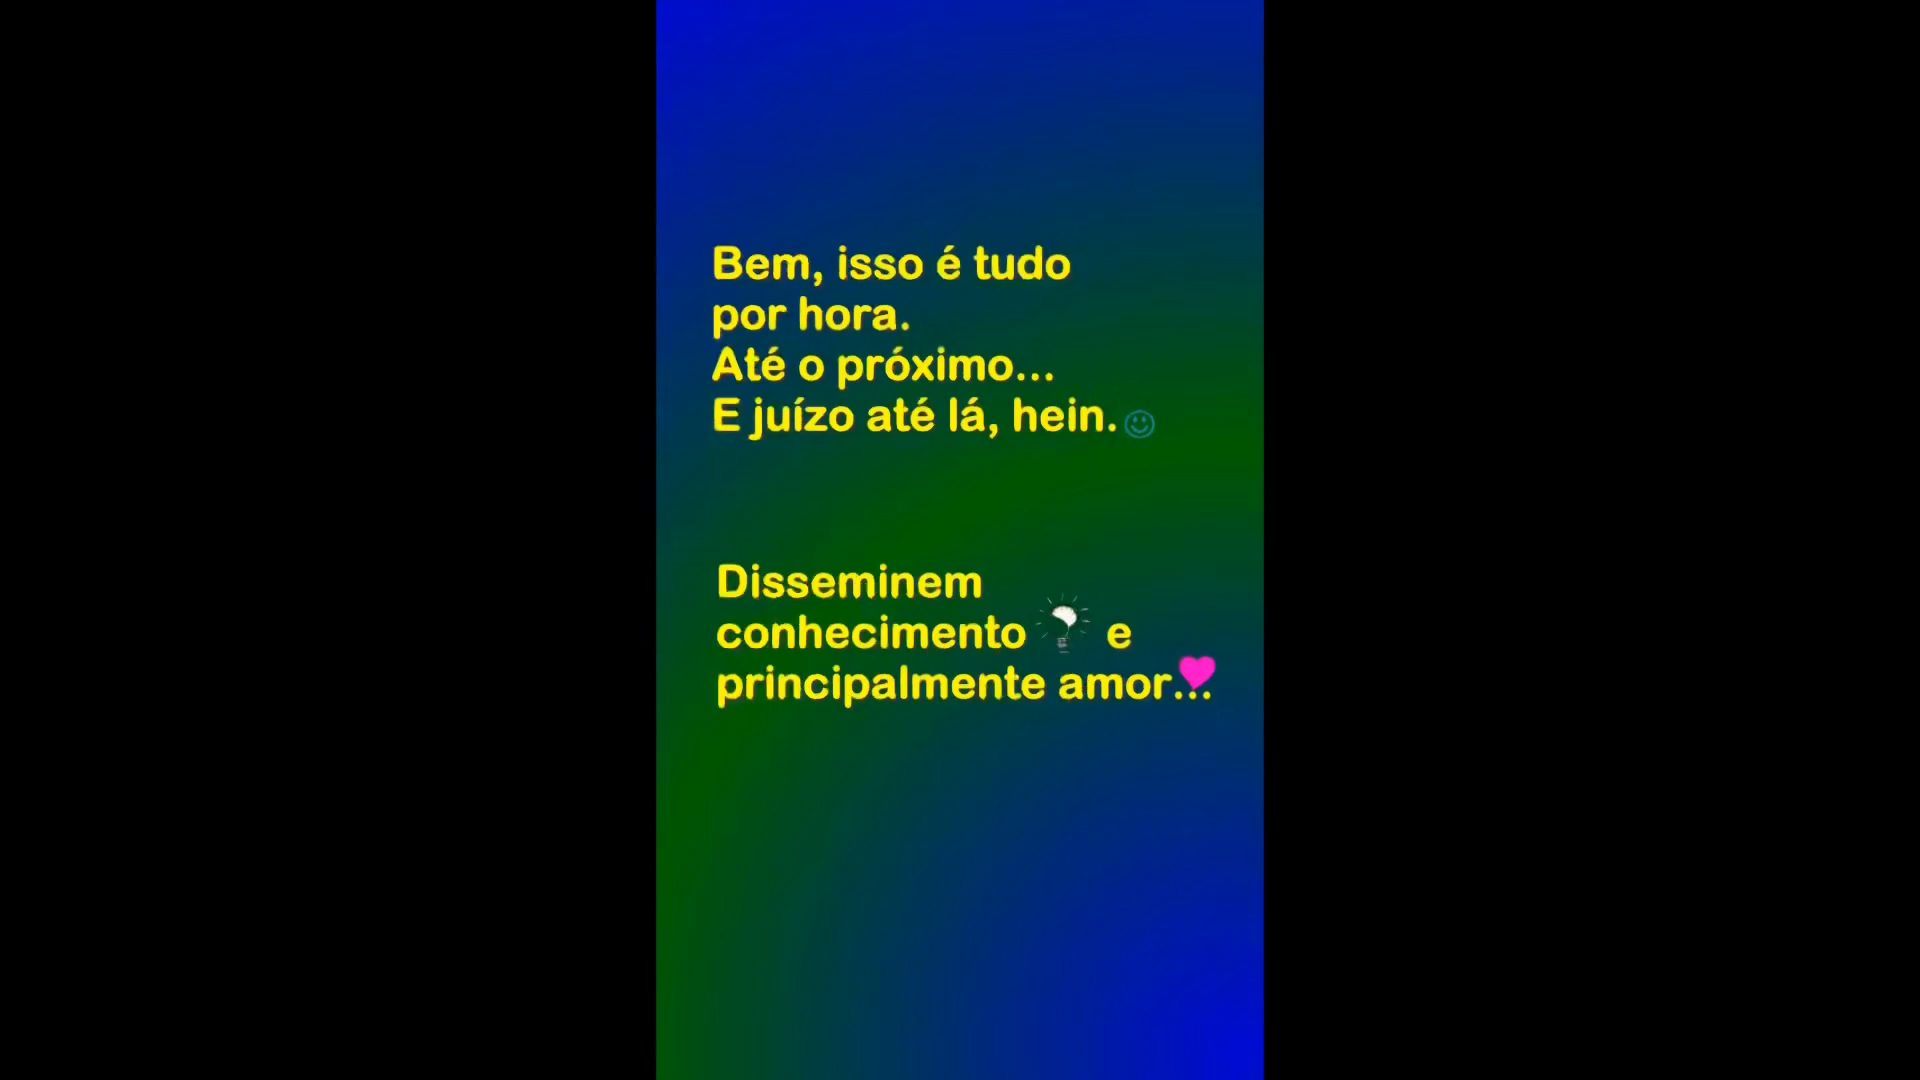 Bem, isso é tudo
por hora.
Até o próximo...
E juízo até lá, hein.
Disseminem
conhecimento e
principalmente amor...